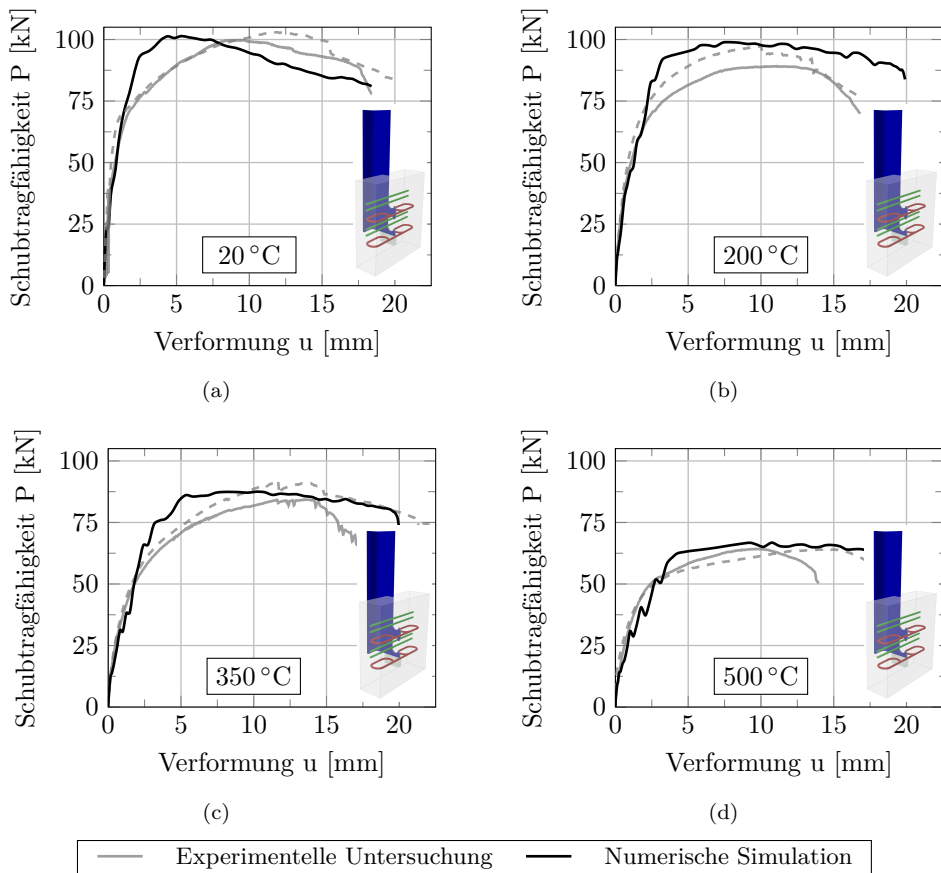 Schubtragfähigkeit P [kN]
100
75
50
25
0
20 °C
0 5 10 15 20
Verformung u [mm]
(a)
Schubtragfähigkeit P [kN]
100
75
50
25
0
200 °C
0 5 10 15 20
Verformung u [mm]
(b)
Schubtragfähigkeit P [kN]
100
75
50
25
0
350 °C
0 5 10 15 20
Verformung u [mm]
(c)
Schubtragfähigkeit P [kN]
100
75
50
25
0
500 °C
0 5 10 15 20
Verformung u [mm]
(d)
Experimentelle Untersuchung Numerische Simulation